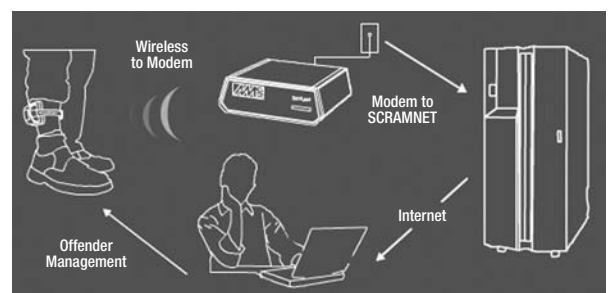 Wireless
to Modem
Modem to
SCRAMNET
Internet
Offender
Management